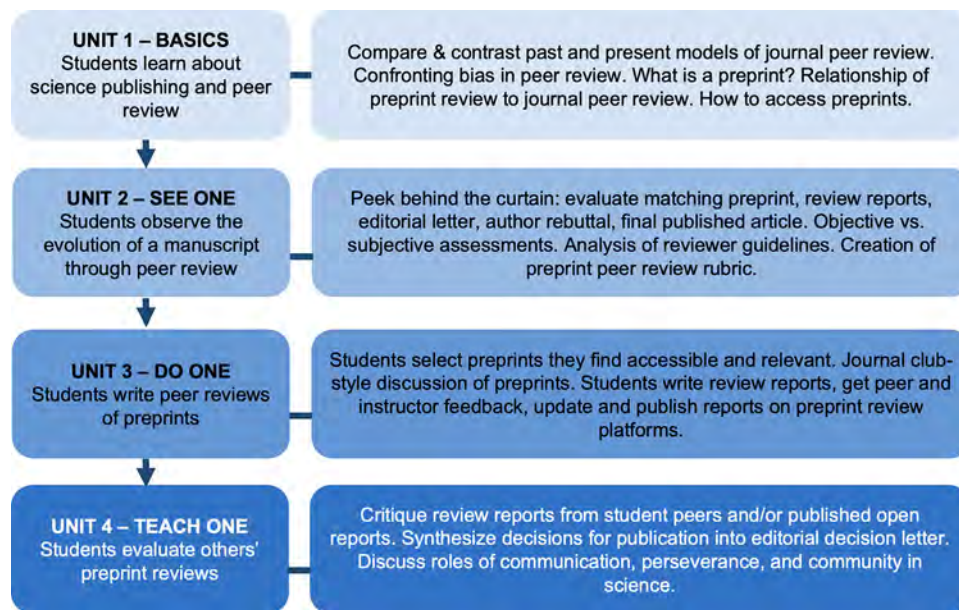 UNIT 1 – BASICS
Students learn about
science publishing and peer
review
Compare & contrast past and present models of journal peer review.
Confronting bias in peer review. What is a preprint? Relationship of
preprint review to journal peer review. How to access preprints.
UNIT 2 – SEE ONE
Students observe the
evolution of a manuscript
through peer review
Peek behind the curtain: evaluate matching preprint, review reports,
editorial letter, author rebuttal, final published article. Objective vs.
subjective assessments. Analysis of reviewer guidelines. Creation of
preprint peer review rubric.
UNIT 3 – DO ONE
Students write peer reviews
of preprints
Students select preprints they find accessible and relevant. Journal club-
style discussion of preprints. Students write review reports, get peer and
instructor feedback, update and publish reports on preprint review
platforms.
UNIT 4 – TEACH ONE
Students evaluate others’
preprint reviews
Critique review reports from student peers and/or published open
reports. Synthesize decisions for publication into editorial decision letter.
Discuss roles of communication, perseverance, and community in
science.